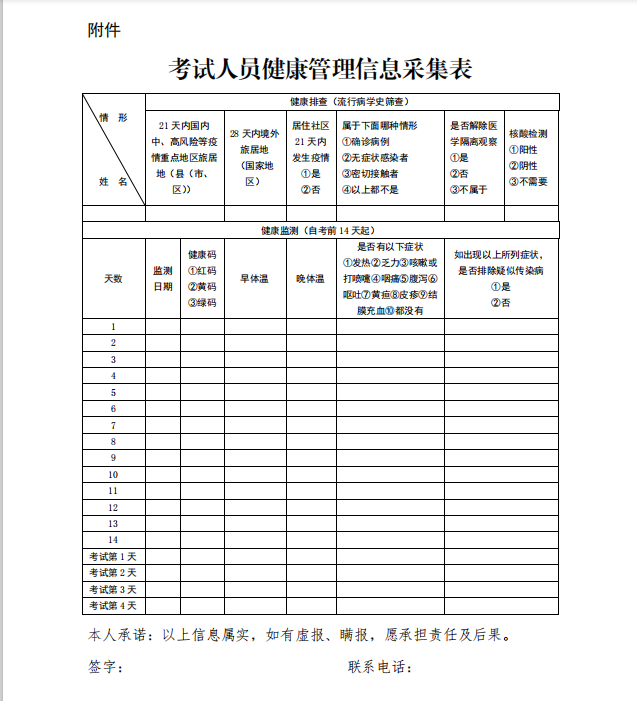 附件
考试人员健康管理信息采集表
情 形
姓 名
健康排查（流行病学史筛查）
21 天内国内
中、高风险等疫
情重点地区旅居
地（县（市、
区））
28 天内境外
旅居地
（国家地
区）
居住社区
21 天内
发生疫情
①是
②否
属于下面哪种情形
①确诊病例
②无症状感染者
③密切接触者
④以上都不是
是否解除医
学隔离观察
①是
②否
③不属于
核酸检测
①阳性
②阴性
③不需要
健康监测（自考前 14 天起）
天数
监测
日期
健康码
①红码
②黄码
③绿码
早体温
晚体温
是否有以下症状
①发热②乏力③咳嗽或
打喷嚏④咽痛⑤腹泻⑥
呕吐⑦黄疸⑧皮疹⑨结
膜充血⑩都没有
如出现以上所列症状，
是否排除疑似传染病
①是
②否
1
2
3
4
5
6
7
8
9
10
11
12
13
14
考试第 1 天
考试第 2 天
考试第 3 天
考试第 4 天
本人承诺：以上信息属实，如有虚报、瞒报，愿承担责任及后果。
签字： 联系电话：